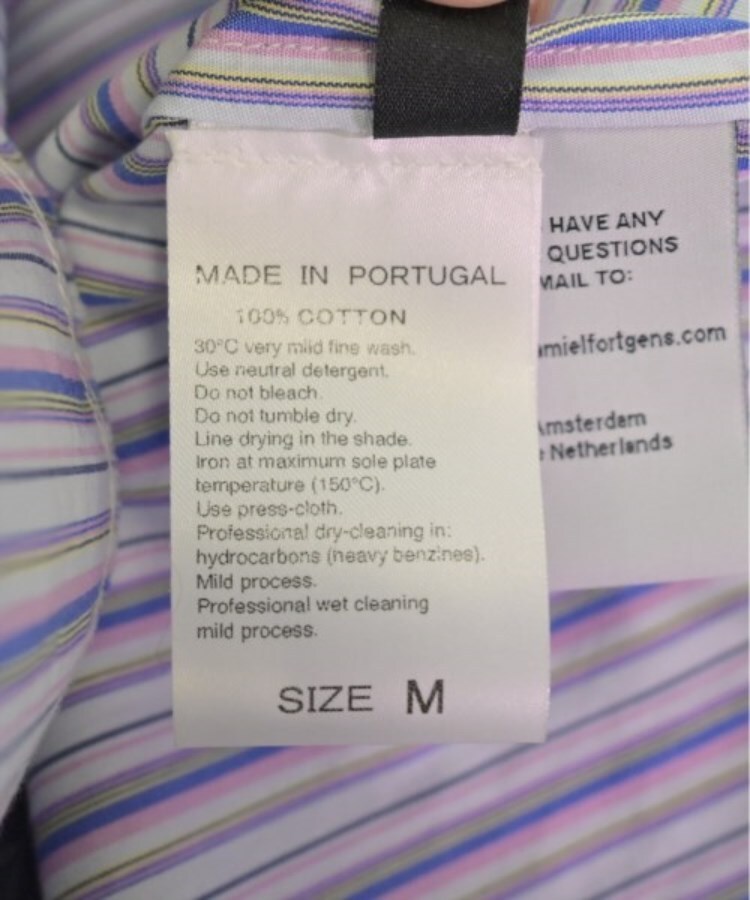 MADE IN PORTUGAL
100% COTTON
30°C very mild fine wash.
Use neutral detergent.
Do not bleach.
Do not tumble dry.
Line drying in the shade.
Iron at maximum sole plate
temperature (150°C).
Use press-cloth.
Professional dry-cleaning in:
hydrocarbons (heavy benzines).
Mild process.
Professional wet cleaning
mild process.
SIZE M
HAVE ANY
QUESTIONS
MAIL TO:
mielfortgens.com
Amsterdam
Netherlands